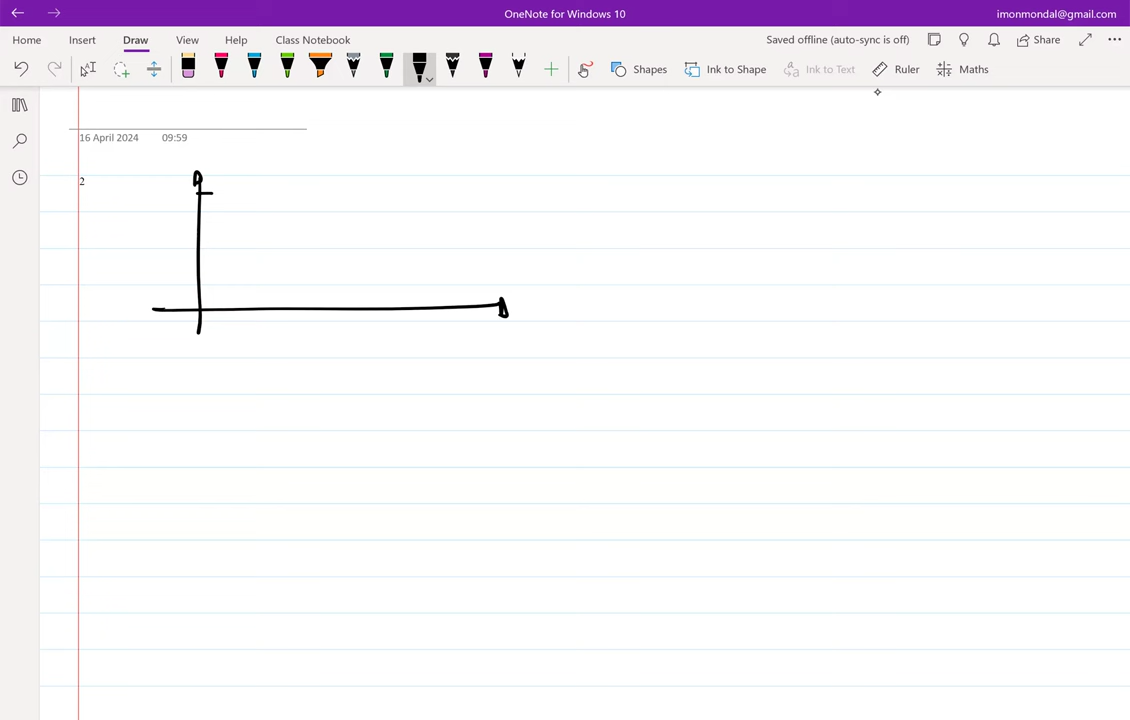 OneNote for Windows 10
imonmondal@gmail.com
Home
Insert
Draw
View
Help
Class Notebook
Saved offline (auto-sync is off)
Share
Shapes
Ink to Shape
Ink to Text
Ruler
Maths
16 April 2024
09:59
2